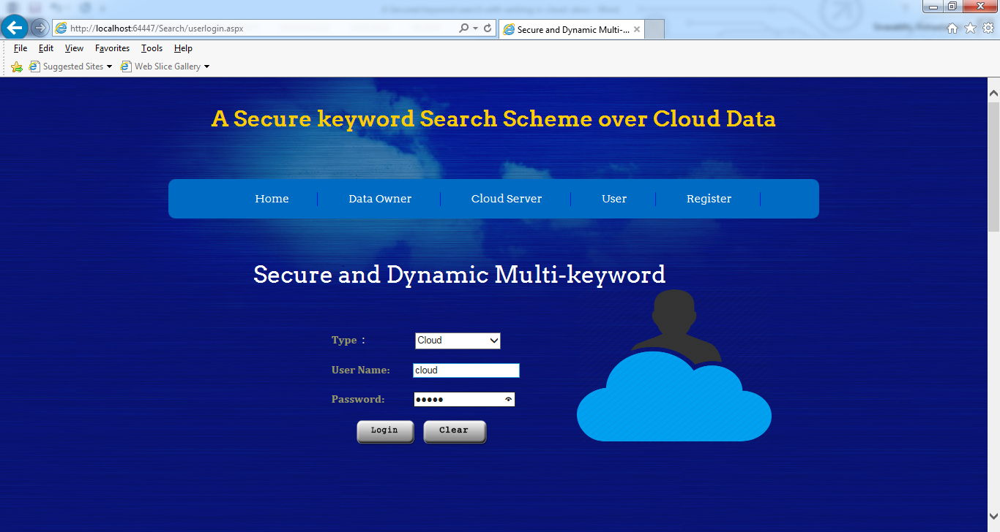 http://localhost:64447/Search/userlogin.aspx
Secure and Dynamic Multi-...
File Edit View Favorites Tools Help
Suggested Sites Web Slice Gallery
A Secure keyword Search Scheme over Cloud Data
Home Data Owner Cloud Server User Register
Secure and Dynamic Multi-keyword
Type : Cloud
User Name: cloud
Password: •••••
Login Clear